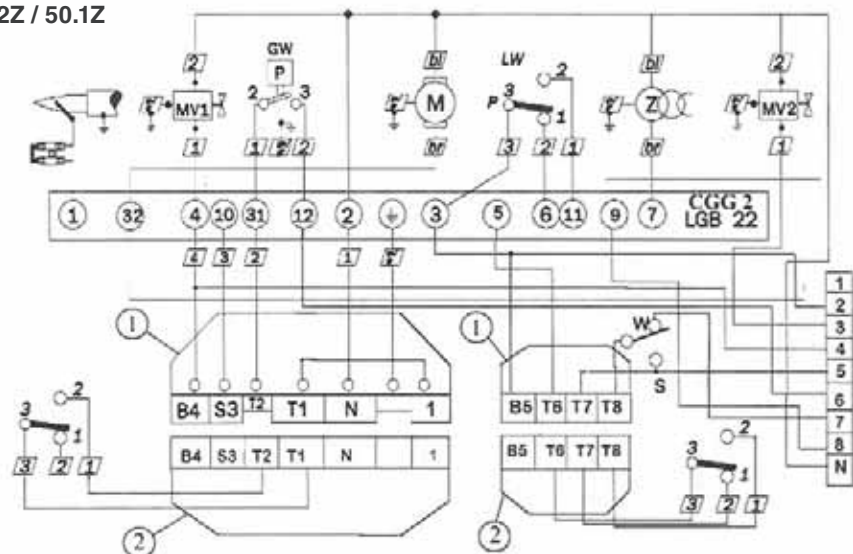 2Z / 50.1Z
GW
P
2 3
MV1
2
1
1 2
bl
M
br
LW
P 3 2 1
3 2 1
bl
Z
br
MV2
2
1
1 32 4 10 31 12 2 3 5 6 11 9 7
CGG 2
LGB 22
4 3 2 1
1
B4 S3 T2 T1 N 1
B4 S3 T2 T1 N 1
2
3 2 1
3 2 1
1
B5 T6 T7 T8
B5 T6 T7 T8
2
W
S
3 2 1
3 2 1
1
2
3
4
5
6
7
8
N